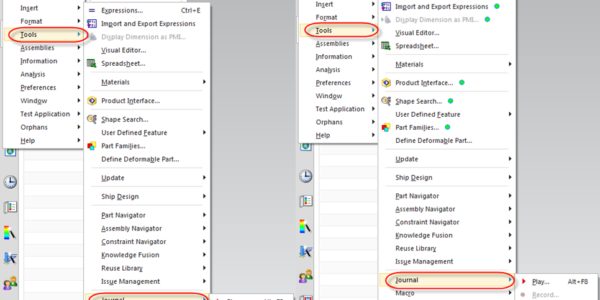 Insert
Format
Tools
Assemblies
Information
Analysis
Preferences
Window
Test Application
Orphans
Help
Expressions... Ctrl+E
Import and Export Expressions
Display Dimension as PMI...
Visual Editor...
Spreadsheet...
Materials
Product Interface...
Shape Search...
User Defined Feature
Part Families...
Define Deformable Part...
Update
Ship Design
Part Navigator
Assembly Navigator
Constraint Navigator
Knowledge Fusion
Reuse Library
Issue Management
Journal
Insert
Format
Tools
Assemblies
Information
Analysis
Preferences
Window
Test Application
Orphans
Help
Import and Export Expressions
Display Dimension as PMI...
Visual Editor...
Spreadsheet...
Materials
Product Interface...
Shape Search...
User Defined Feature
Part Families...
Define Deformable Part...
Update
Ship Design
Part Navigator
Assembly Navigator
Constraint Navigator
Knowledge Fusion
Reuse Library
Issue Management
Journal
Macro
Play... Alt+F8
Record...